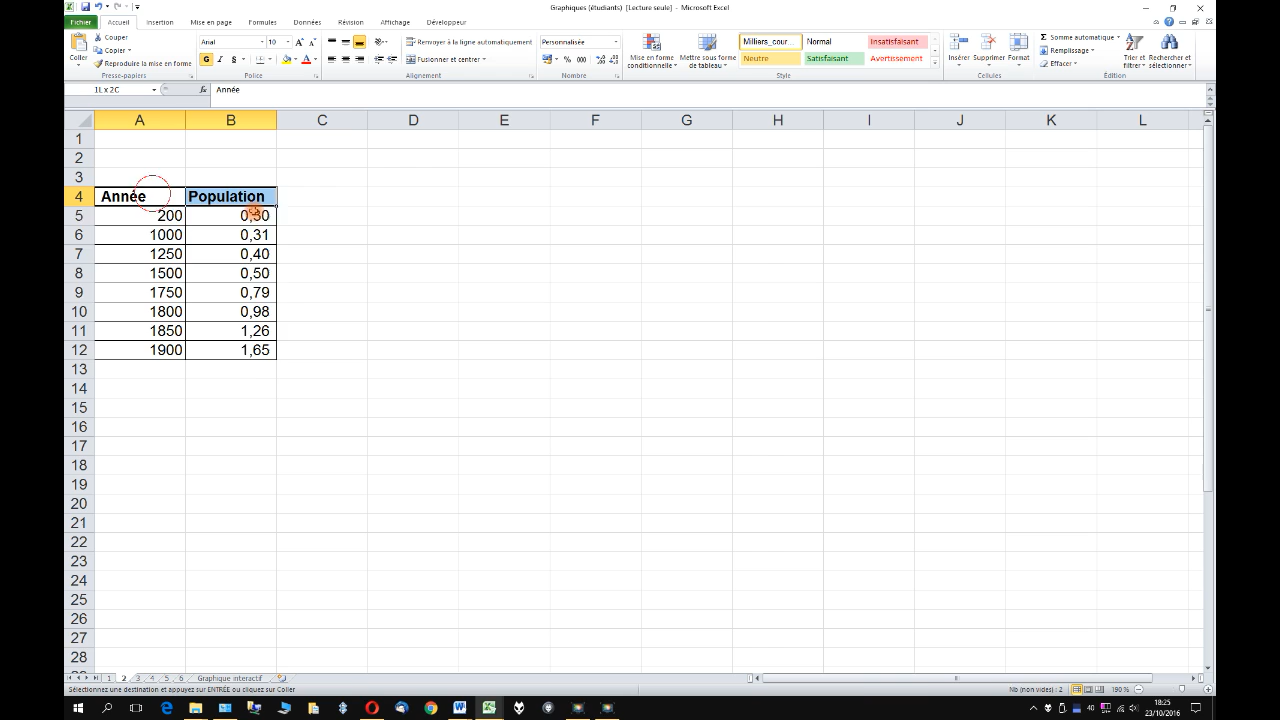 Graphiques (étudiants) [Lecture seule] - Microsoft Excel
Fichier Accueil Insertion Mise en page Formules Données Révision Affichage Développeur
Coller
Couper
Copier
Reproduire la mise en forme
Presse-papiers
Arial 10
G I S
Police
Renvoyer à la ligne automatiquement
Fusionner et centrer
Alignement
Personnalisée
% 000
Nombre
Mise en forme conditionnelle
Mettre sous forme de tableau
Milliers_cour... Normal Insatisfaisant
Neutre Satisfaisant Avertissement
Style
Insérer Supprimer Format
Cellules
Somme automatique
Remplissage
Effacer
Trier et filtrer
Rechercher et sélectionner
Édition
1L x 2C fx Année
A B C D E F G H I J K L
1
2
3
4 Année Population
5 200 0,30
6 1000 0,31
7 1250 0,40
8 1500 0,50
9 1750 0,79
10 1800 0,98
11 1850 1,26
12 1900 1,65
13
14
15
16
17
18
19
20
21
22
23
24
25
26
27
28
1 2 3 4 5 6 Graphique interactif
Sélectionnez une destination et appuyez sur ENTRÉE ou cliquez sur Coller Nb (non vides) : 2 190 %
40 18:25
23/10/2016